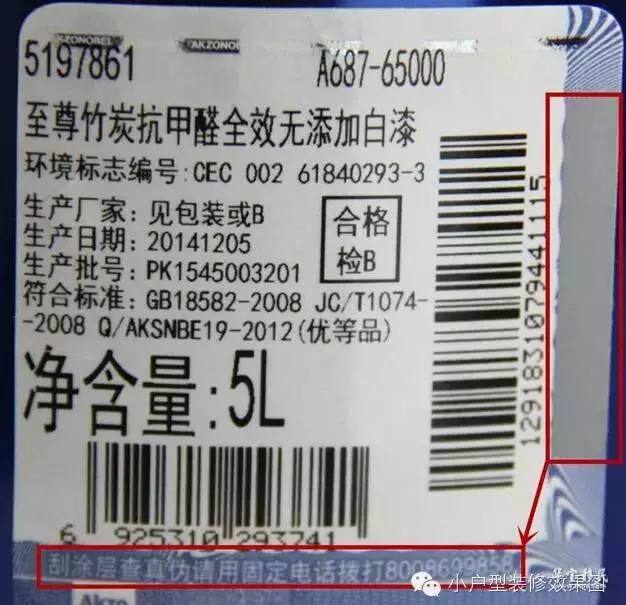 AKZONOBEL
AKZONOBEL
5197861
A687-65000
至尊竹炭抗甲醛全效无添加白漆
环境标志编号:CEC 002 61840293-3
生产厂家:见包装或B
生产日期:20141205
生产批号:PK1545003201
符合标准:GB18582-2008 JC/T1074-
-2008 Q/AKSNBE19-2012(优等品)
合格
检B
净含量:5L
12918310794411115
6 925310 293741
刮涂层查真伪请用固定电话拨打
Akzo
小户型装修效果图